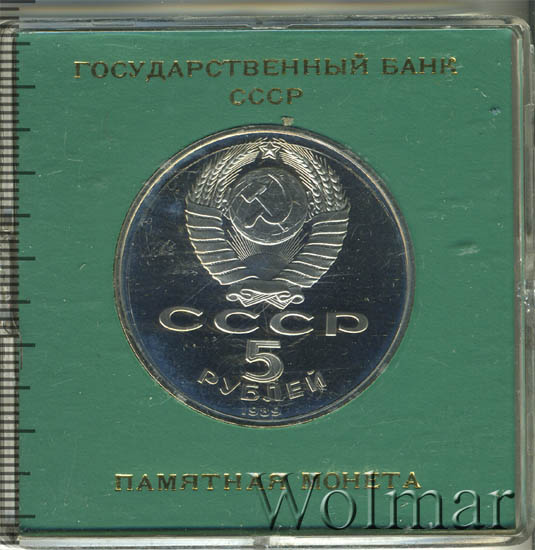 ГОСУДАРСТВЕННЫЙ БАНК
СССР
СССР
5
РУБЛЕЙ
1989
ПАМЯТНАЯ МОНЕТА
Wolmar